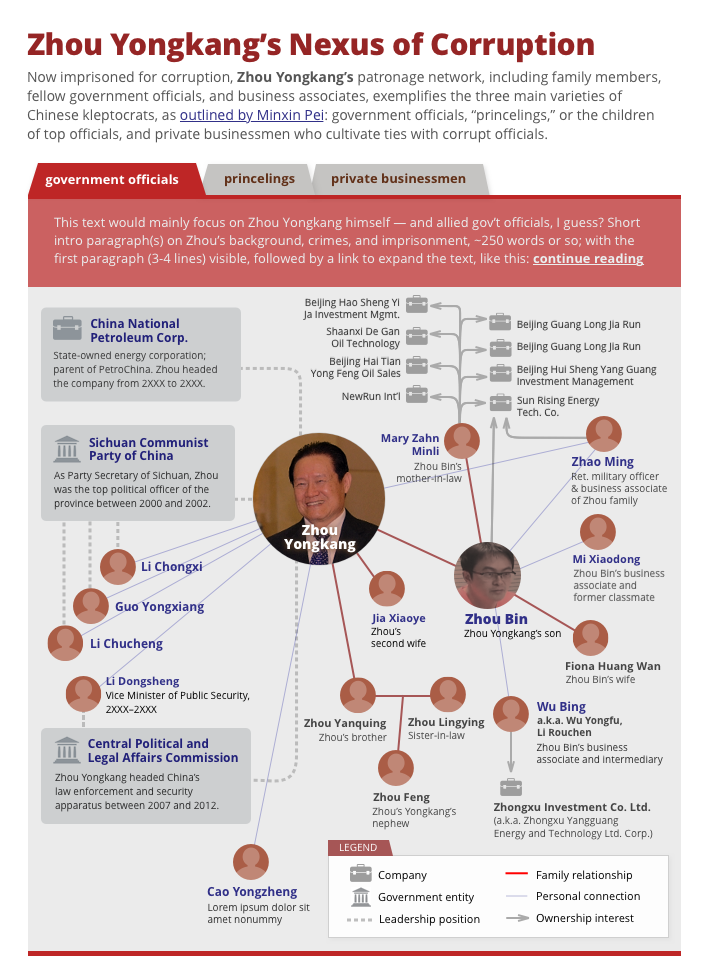 Zhou Yongkang’s Nexus of Corruption
Now imprisoned for corruption, Zhou Yongkang’s patronage network, including family members,
fellow government officials, and business associates, exemplifies the three main varieties of
Chinese kleptocrats, as outlined by Minxin Pei: government officials, “princelings,” or the children
of top officials, and private businessmen who cultivate ties with corrupt officials.
government officials
princelings
private businessmen
This text would mainly focus on Zhou Yongkang himself — and allied gov’t officials, I guess? Short
intro paragraph(s) on Zhou’s background, crimes, and imprisonment, ~250 words or so; with the
first paragraph (3-4 lines) visible, followed by a link to expand the text, like this: continue reading
China National
Petroleum Corp.
State-owned energy corporation;
parent of PetroChina. Zhou headed
the company from 2XXX to 2XXX.
Beijing Hao Sheng Yi
Ja Investment Mgmt.
Shaanxi De Gan
Oil Technology
Beijing Hai Tian
Yong Feng Oil Sales
NewRun Int’l
Beijing Guang Long Jia Run
Beijing Guang Long Jia Run
Beijing Hui Sheng Yang Guang
Investment Management
Sun Rising Energy
Tech. Co.
Sichuan Communist
Party of China
As Party Secretary of Sichuan, Zhou
was the top political officer of the
province between 2000 and 2002.
Mary Zahn
Minli
Zhou Bin’s
mother-in-law
Zhao Ming
Ret. military officer
& business associate
of Zhou family
Zhou
Yongkang
Li Chongxi
Guo Yongxiang
Li Chucheng
Mi Xiaodong
Zhou Bin’s business
associate and
former classmate
Jia Xiaoye
Zhou’s
second wife
Zhou Bin
Zhou Yongkang’s son
Fiona Huang Wan
Zhou Bin’s wife
Li Dongsheng
Vice Minister of Public Security,
2XXX–2XXX
Zhou Yanquing
Zhou’s brother
Zhou Lingying
Sister-in-law
Wu Bing
a.k.a. Wu Yongfu,
Li Rouchen
Zhou Bin’s business
associate and intermediary
Central Political and
Legal Affairs Commission
Zhou Yongkang headed China’s
law enforcement and security
apparatus between 2007 and 2012.
Zhou Feng
Zhou’s Yongkang’s
nephew
Zhongxu Investment Co. Ltd.
(a.k.a. Zhongxu Yangguang
Energy and Technology Ltd. Corp.)
Cao Yongzheng
Lorem ipsum dolor sit
amet nonummy
LEGEND
Company
Government entity
Leadership position
Family relationship
Personal connection
Ownership interest